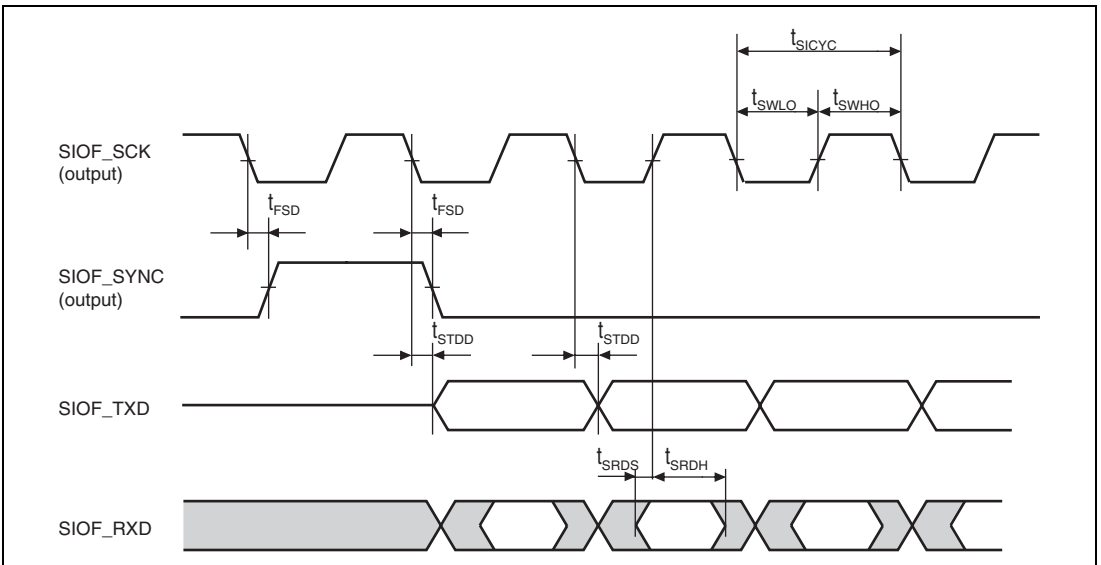 tSICYC
tSWLO tSWHO
SIOF_SCK
(output)
tFSD tFSD
SIOF_SYNC
(output)
tSTDD tSTDD
SIOF_TXD
tSRDS tSRDH
SIOF_RXD